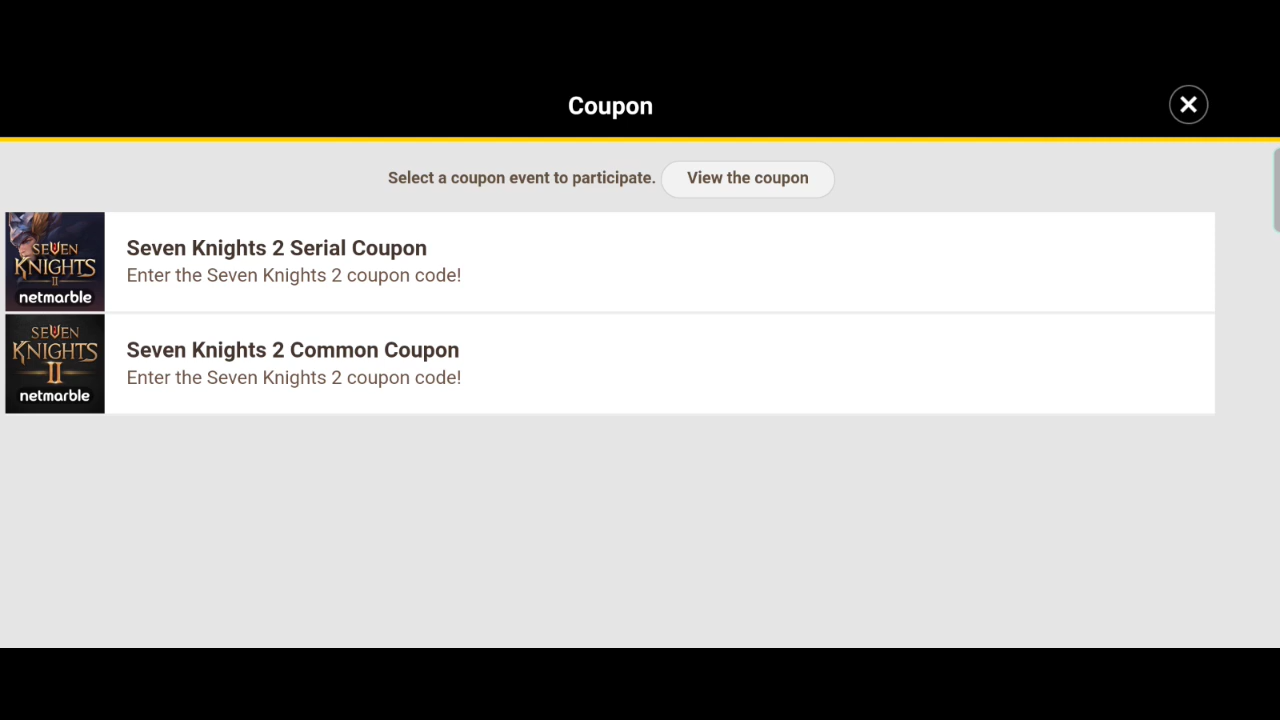 Coupon
Select a coupon event to participate. View the coupon
SEVEN
KNIGHTS
II
netmarble
Seven Knights 2 Serial Coupon
Enter the Seven Knights 2 coupon code!
SEVEN
KNIGHTS
II
netmarble
Seven Knights 2 Common Coupon
Enter the Seven Knights 2 coupon code!